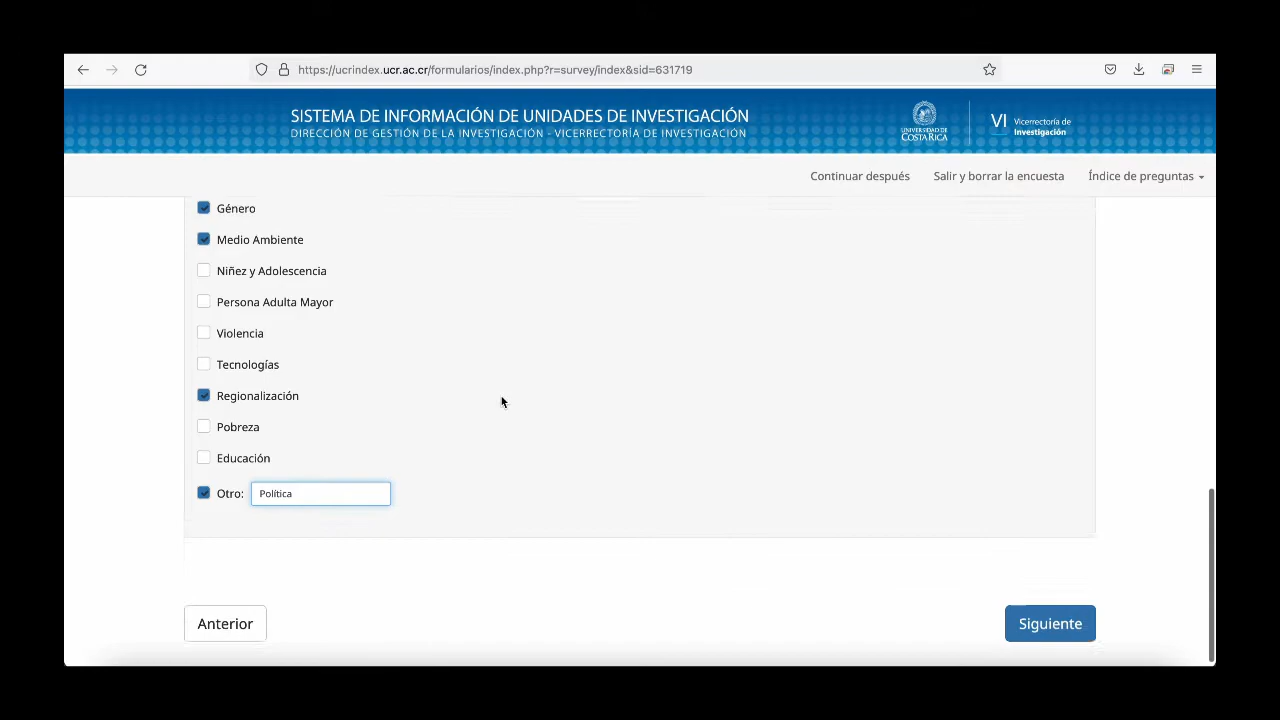 https://ucrindex.ucr.ac.cr/formularios/index.php?r=survey/index&sid=631719
SISTEMA DE INFORMACIÓN DE UNIDADES DE INVESTIGACIÓN
DIRECCIÓN DE GESTIÓN DE LA INVESTIGACIÓN - VICERRECTORÍA DE INVESTIGACIÓN
UNIVERSIDAD DE
COSTA RICA
VI Vicerrectoría de
Investigación
Continuar después Salir y borrar la encuesta Índice de preguntas
Género
Medio Ambiente
Niñez y Adolescencia
Persona Adulta Mayor
Violencia
Tecnologías
Regionalización
Pobreza
Educación
Otro: Política
Anterior Siguiente